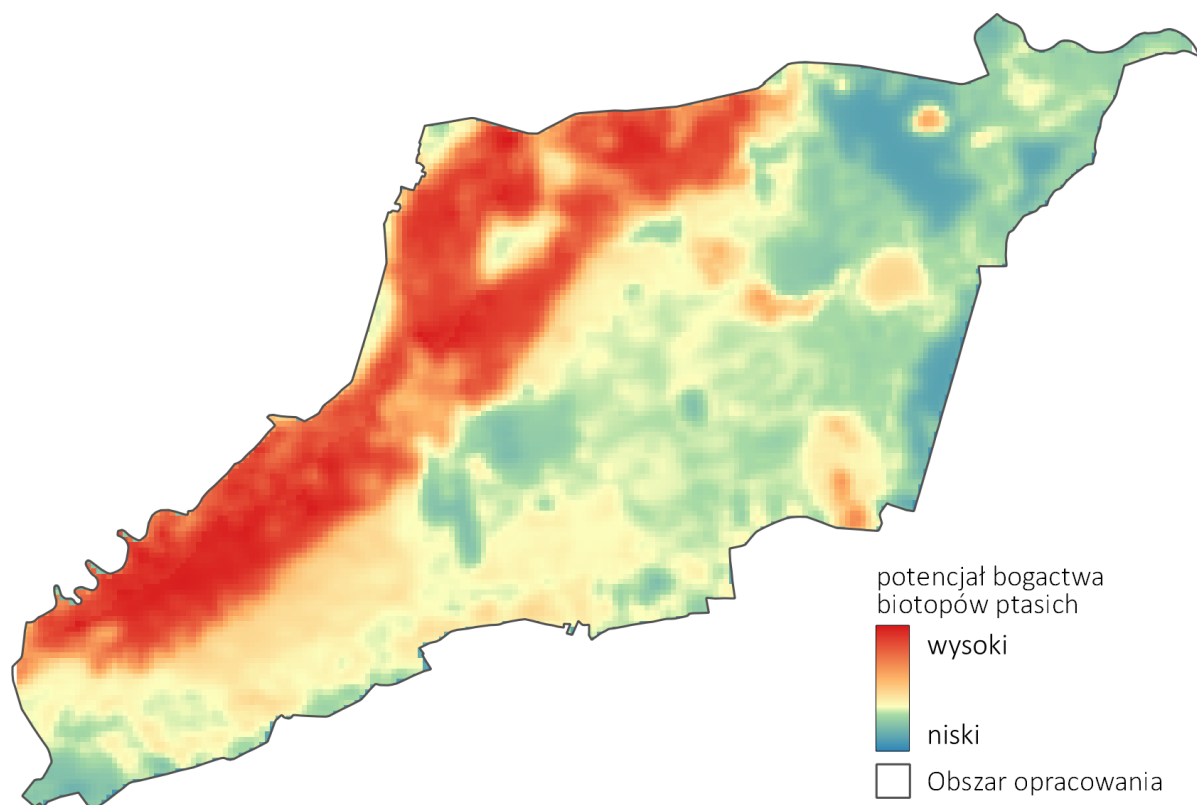 potencjał bogactwa
biotopów ptasich
wysoki
niski
Obszar opracowania